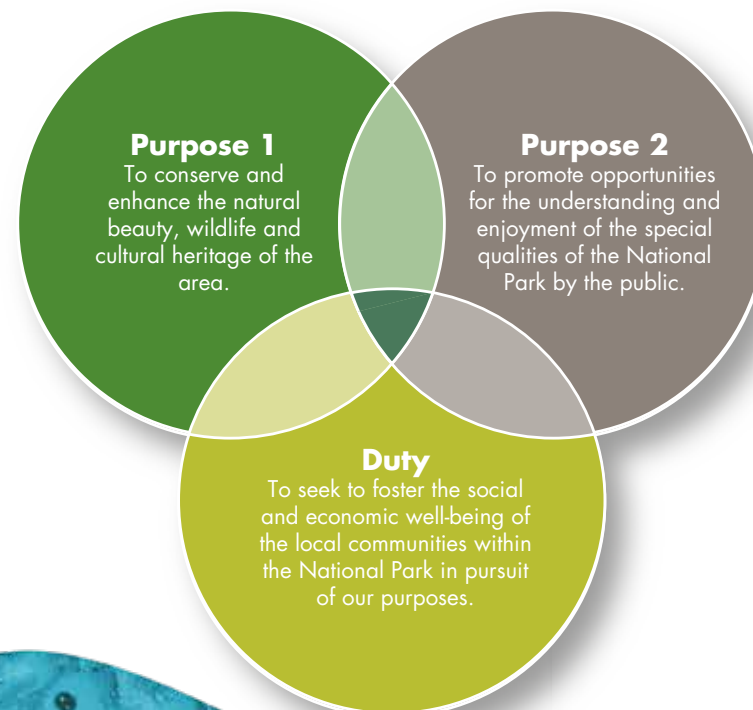 Purpose 1
To conserve and
enhance the natural
beauty, wildlife and
cultural heritage of the
area.
Purpose 2
To promote opportunities
for the understanding and
enjoyment of the special
qualities of the National
Park by the public.
Duty
To seek to foster the social
and economic well-being of
the local communities within
the National Park in pursuit
of our purposes.